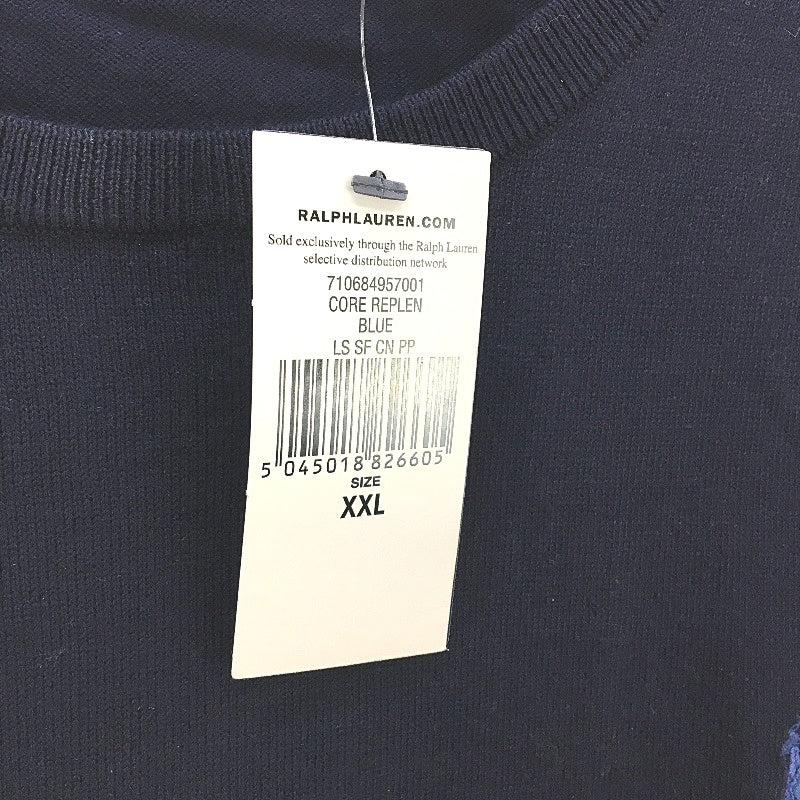 RALPHLAUREN.COM
Sold exclusively through the Ralph Lauren
selective distribution network
710684957001
CORE REPLEN
BLUE
LS SF CN PP
5 045018 826605
SIZE
XXL